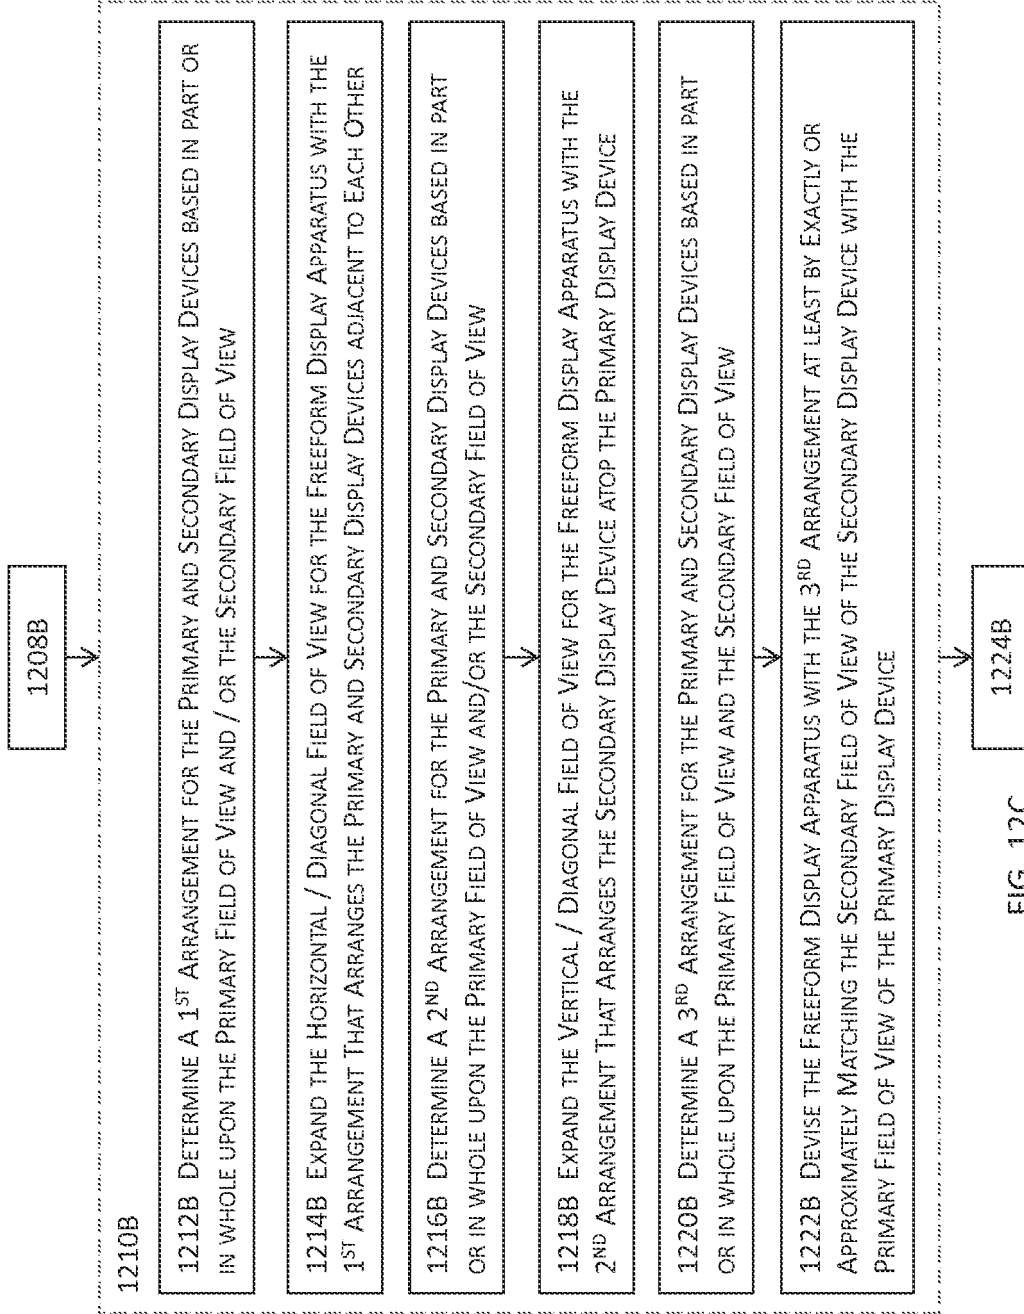 1208B
1210B
1212B DETERMINE A 1ST ARRANGEMENT FOR THE PRIMARY AND SECONDARY DISPLAY DEVICES BASED IN PART OR
IN WHOLE UPON THE PRIMARY FIELD OF VIEW AND / OR THE SECONDARY FIELD OF VIEW
1214B EXPAND THE HORIZONTAL / DIAGONAL FIELD OF VIEW FOR THE FREEFORM DISPLAY APPARATUS WITH THE
1ST ARRANGEMENT THAT ARRANGES THE PRIMARY AND SECONDARY DISPLAY DEVICES ADJACENT TO EACH OTHER
1216B DETERMINE A 2ND ARRANGEMENT FOR THE PRIMARY AND SECONDARY DISPLAY DEVICES BASED IN PART
OR IN WHOLE UPON THE PRIMARY FIELD OF VIEW AND/OR THE SECONDARY FIELD OF VIEW
1218B EXPAND THE VERTICAL / DIAGONAL FIELD OF VIEW FOR THE FREEFORM DISPLAY APPARATUS WITH THE
2ND ARRANGEMENT THAT ARRANGES THE SECONDARY DISPLAY DEVICE ATOP THE PRIMARY DISPLAY DEVICE
1220B DETERMINE A 3RD ARRANGEMENT FOR THE PRIMARY AND SECONDARY DISPLAY DEVICES BASED IN PART
OR IN WHOLE UPON THE PRIMARY FIELD OF VIEW AND THE SECONDARY FIELD OF VIEW
1222B DEVISE THE FREEFORM DISPLAY APPARATUS WITH THE 3RD ARRANGEMENT AT LEAST BY EXACTLY OR
APPROXIMATELY MATCHING THE SECONDARY FIELD OF VIEW OF THE SECONDARY DISPLAY DEVICE WITH THE
PRIMARY FIELD OF VIEW OF THE PRIMARY DISPLAY DEVICE
1224B
FIG. 12C